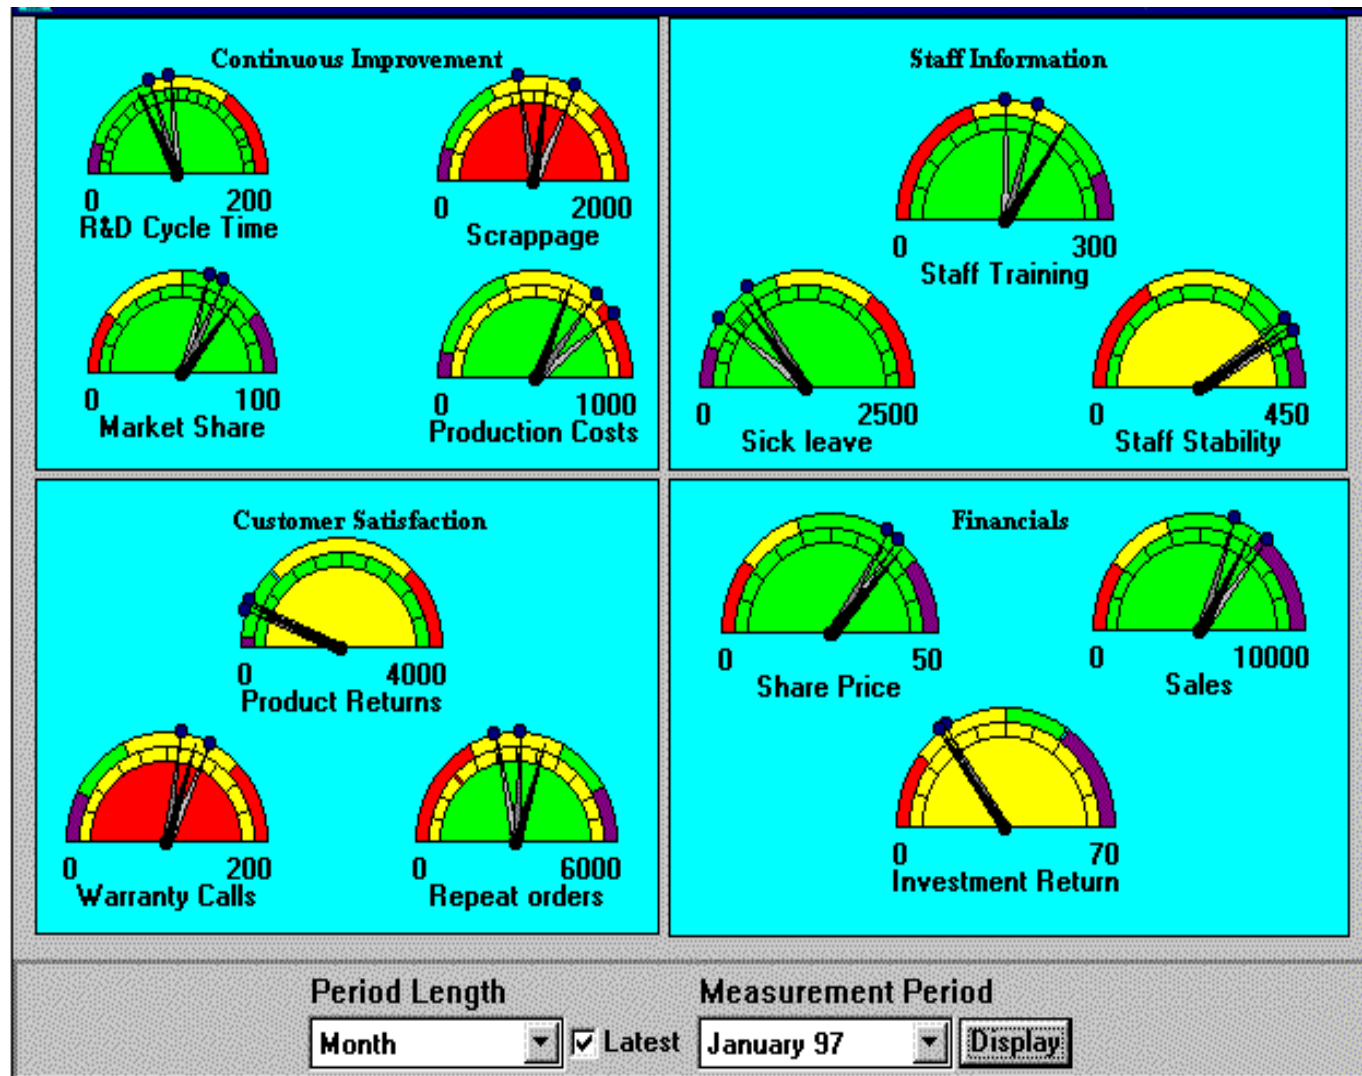 Continuous Improvement
0 200
R&D Cycle Time
0 2000
Scrappage
0 100
Market Share
0 1000
Production Costs
Staff Information
0 300
Staff Training
0 2500
Sick leave
0 450
Staff Stability
Customer Satisfaction
0 4000
Product Returns
0 200
Warranty Calls
0 6000
Repeat orders
Financials
0 50
Share Price
0 10000
Sales
0 70
Investment Return
Period Length
Measurement Period
Month
Latest
January 97
Display